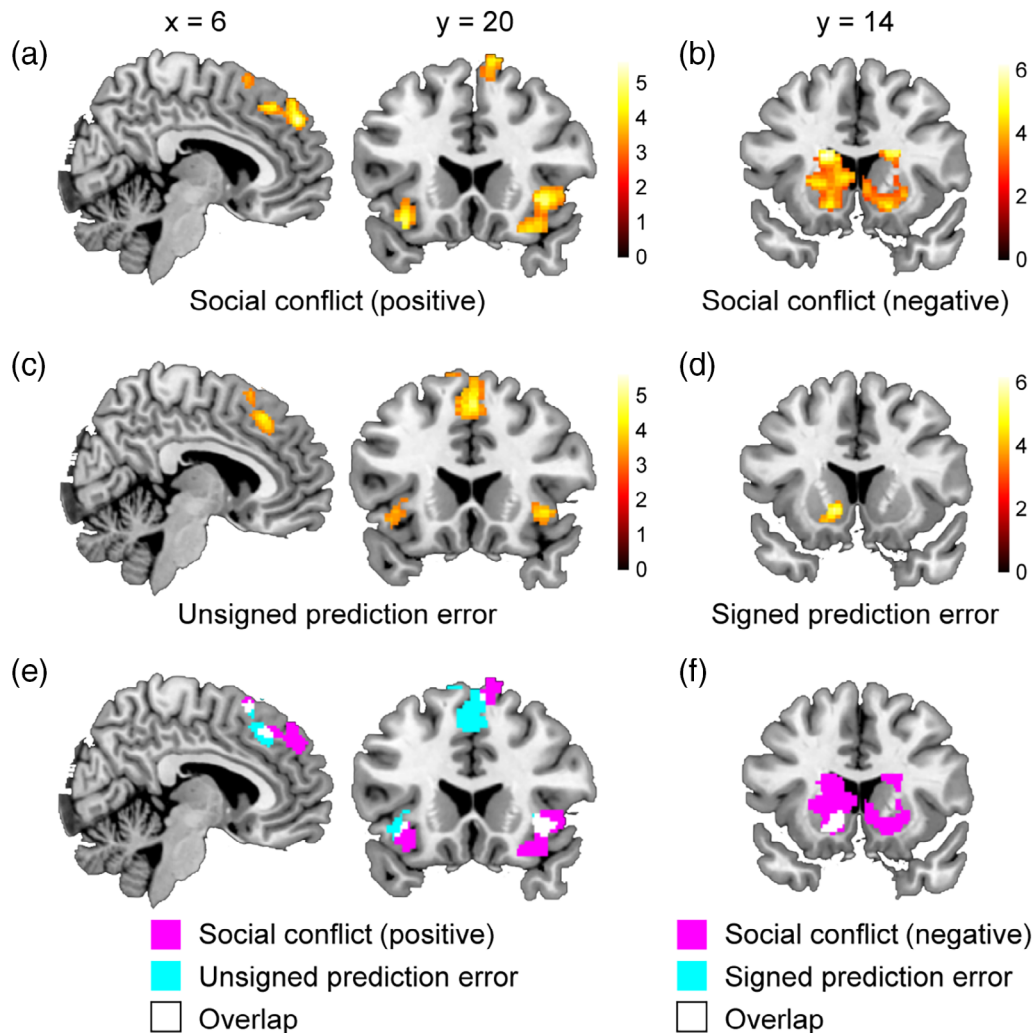 x = 6
y = 20
y = 14
(a)
(b)
5
4
3
2
1
0
6
4
2
0
Social conflict (positive)
Social conflict (negative)
(c)
(d)
5
4
3
2
1
0
6
4
2
0
Unsigned prediction error
Signed prediction error
(e)
(f)
Social conflict (positive)
Unsigned prediction error
Overlap
Social conflict (negative)
Signed prediction error
Overlap